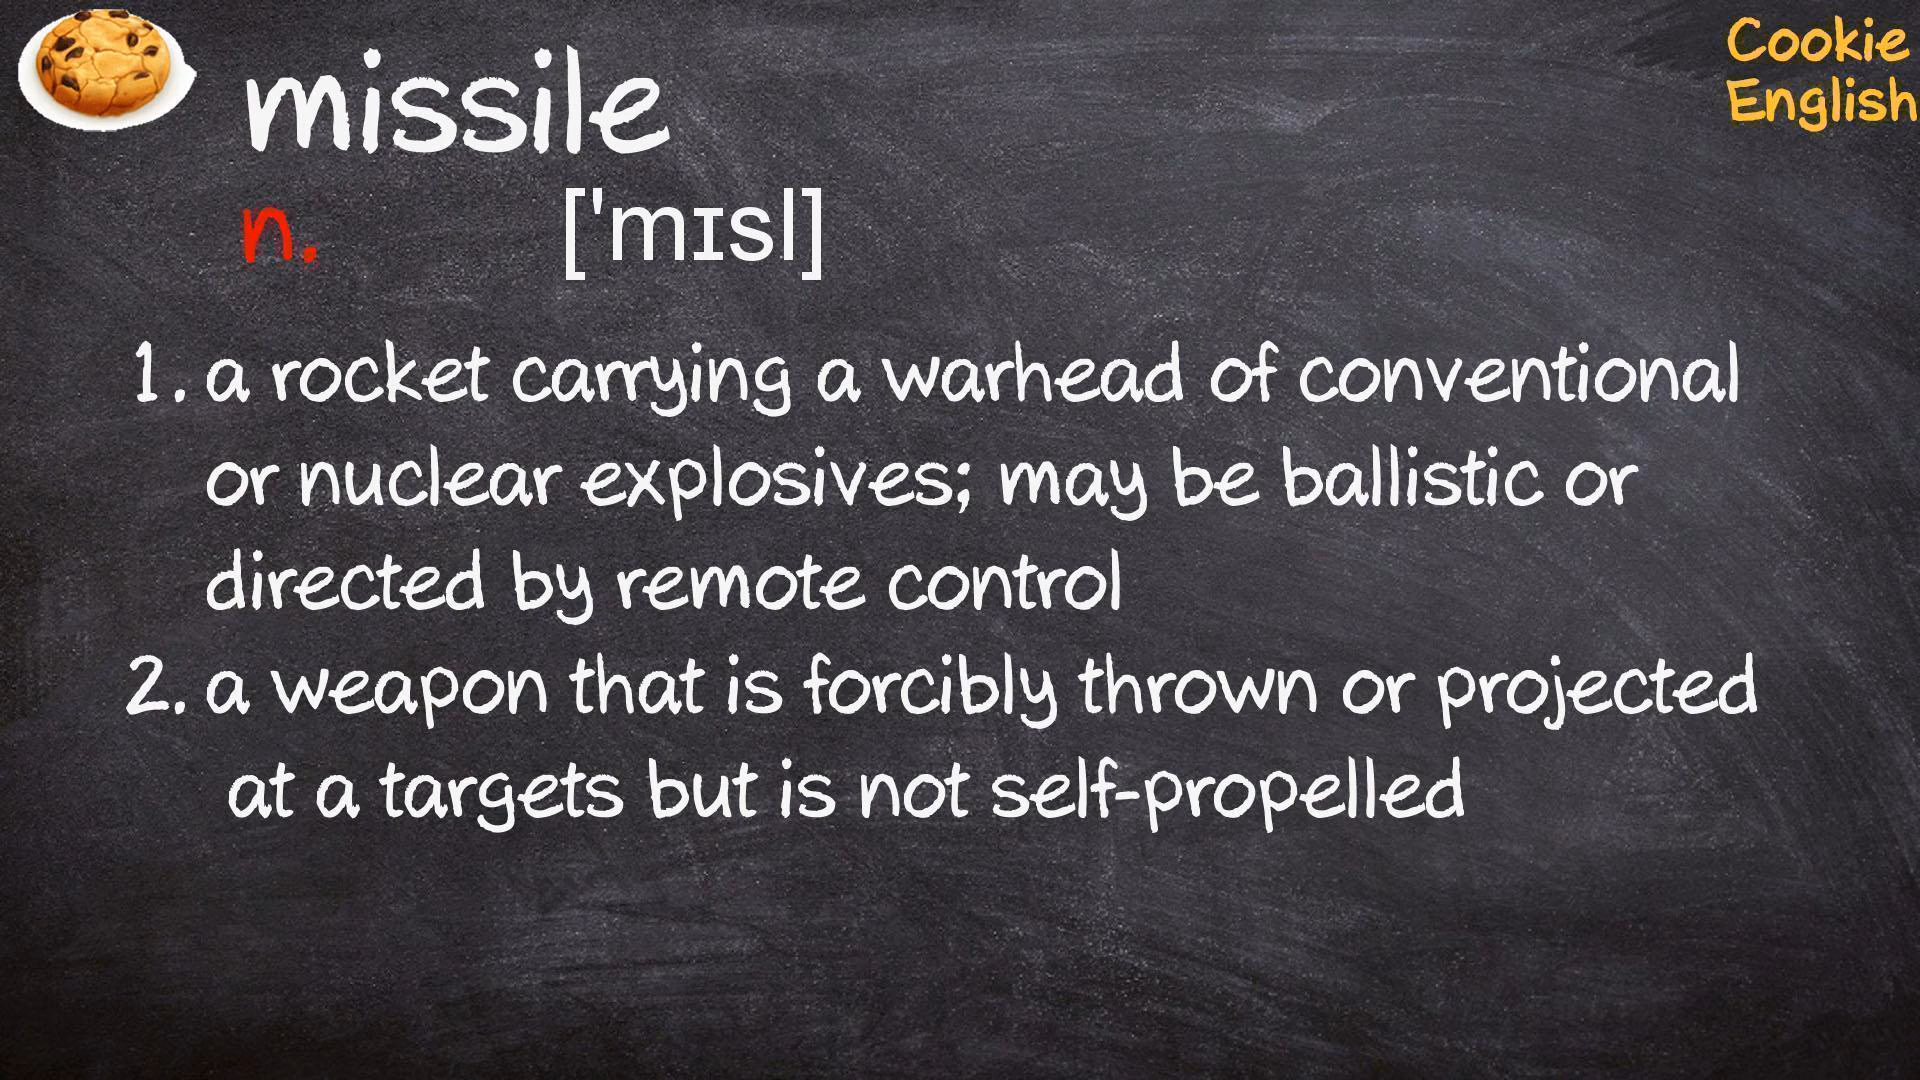 missile
Cookie
English
n. ['mɪsl]
1. a rocket carrying a warhead of conventional
or nuclear explosives; may be ballistic or
directed by remote control
2. a weapon that is forcibly thrown or projected
at a targets but is not self-propelled